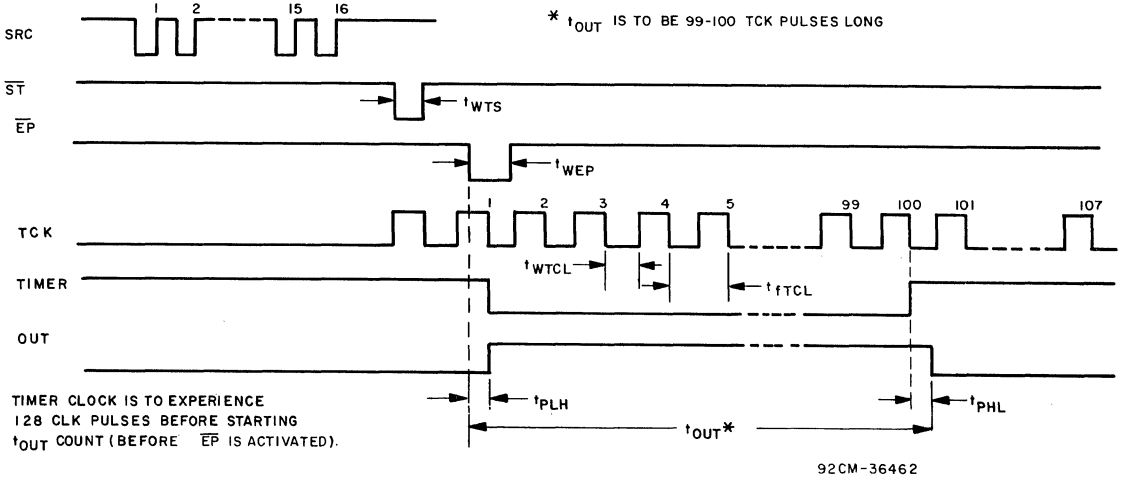 1 2 15 16
SRC
* tOUT IS TO BE 99-100 TCK PULSES LONG
ST
tWTS
EP
tWEP
1 2 3 4 5 99 100 101 107
TCK
tWTCL
TIMER
tfTCL
OUT
TIMER CLOCK IS TO EXPERIENCE
128 CLK PULSES BEFORE STARTING
tOUT COUNT (BEFORE EP IS ACTIVATED).
tPLH
tPHL
tOUT*
92CM-36462